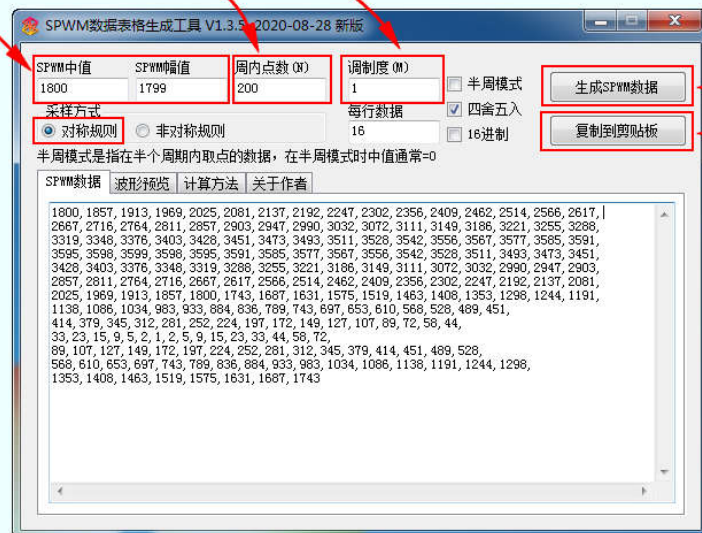 SPWM数据表格生成工具 V1.3.5 2020-08-28 新版
SPWM中值 SPWM幅值 周内点数(N) 调制度(M)
1800 1799 200 1
半周模式 生成SPWM数据
采样方式 每行数据 四舍五入
对称规则 非对称规则 16 16进制 复制到剪贴板
半周模式是指在半个周期内取点的数据，在半周模式时中值通常=0
SPWM数据 波形预览 计算方法 关于作者
1800, 1857, 1913, 1969, 2025, 2081, 2137, 2192, 2247, 2302, 2356, 2409, 2462, 2514, 2566, 2617,
2667, 2716, 2764, 2811, 2857, 2903, 2947, 2990, 3032, 3072, 3111, 3149, 3186, 3221, 3255, 3288,
3319, 3348, 3376, 3403, 3428, 3451, 3473, 3493, 3511, 3528, 3542, 3556, 3567, 3577, 3585, 3591,
3595, 3598, 3599, 3598, 3595, 3591, 3585, 3577, 3567, 3556, 3542, 3528, 3511, 3493, 3473, 3451,
3428, 3403, 3376, 3348, 3319, 3288, 3255, 3221, 3186, 3149, 3111, 3072, 3032, 2990, 2947, 2903,
2857, 2811, 2764, 2716, 2667, 2617, 2566, 2514, 2462, 2409, 2356, 2302, 2247, 2192, 2137, 2081,
2025, 1969, 1913, 1857, 1800, 1743, 1687, 1631, 1575, 1519, 1463, 1408, 1353, 1298, 1244, 1191,
1138, 1086, 1034, 983, 933, 884, 836, 789, 743, 697, 653, 610, 568, 528, 489, 451,
414, 379, 345, 312, 281, 252, 224, 197, 172, 149, 127, 107, 89, 72, 58, 44,
33, 23, 15, 9, 5, 2, 1, 2, 5, 9, 15, 23, 33, 44, 58, 72,
89, 107, 127, 149, 172, 197, 224, 252, 281, 312, 345, 379, 414, 451, 489, 528,
568, 610, 653, 697, 743, 789, 836, 884, 933, 983, 1034, 1086, 1138, 1191, 1244, 1298,
1353, 1408, 1463, 1519, 1575, 1631, 1687, 1743